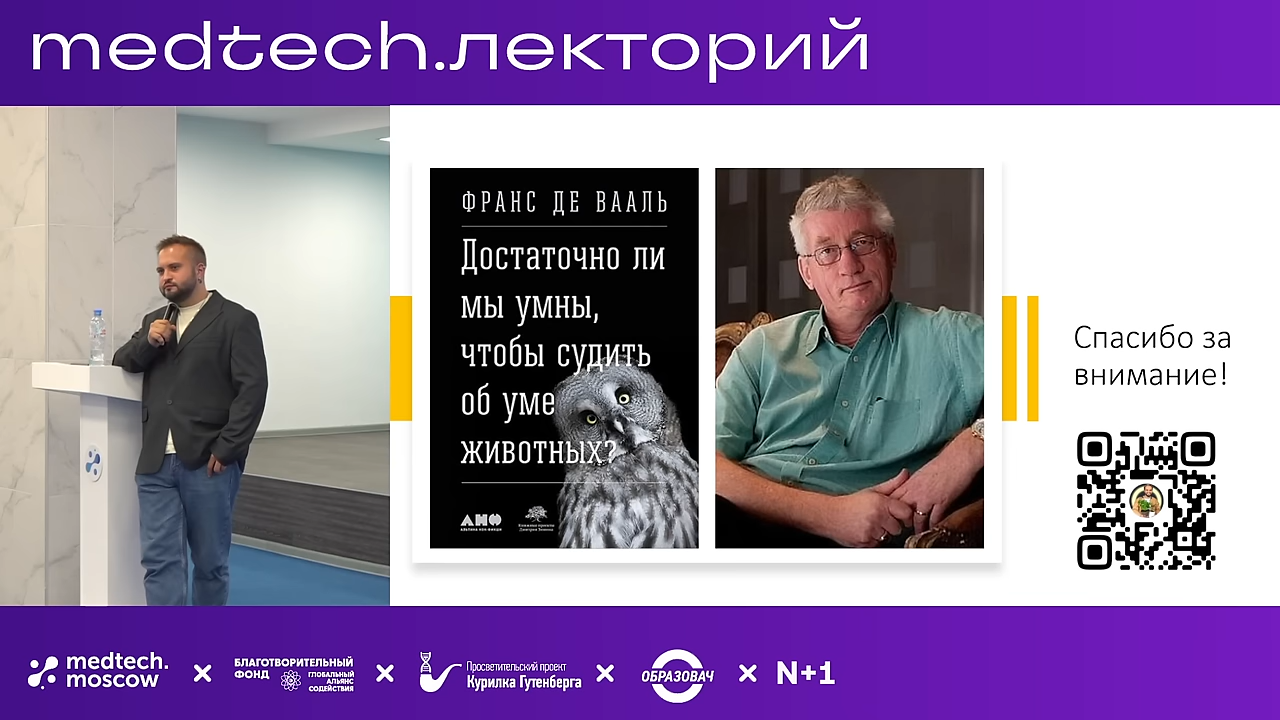 medtech.лекторий
ФРАНС ДЕ ВААЛЬ
Достаточно ли
мы умны,
чтобы судить
об уме
животных?
Спасибо за
внимание!
medtech.
moscow
БЛАГОТВОРИТЕЛЬНЫЙ
ФОНД
ГЛОБАЛЬНЫЙ
АЛЬЯНС
СОДЕЙСТВИЯ
Просветительский проект
Курилка Гутенберга
ОБРАЗОВАЧ
N+1